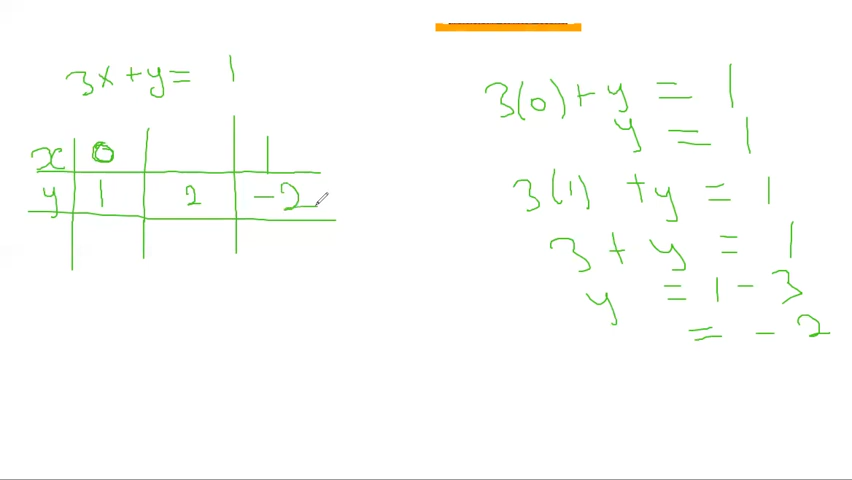 3x + y = 1
x 0 1
y 1 2 -2
3(0) + y = 1
y = 1
3(1) + y = 1
3 + y = 1
y = 1 - 3
= - 2